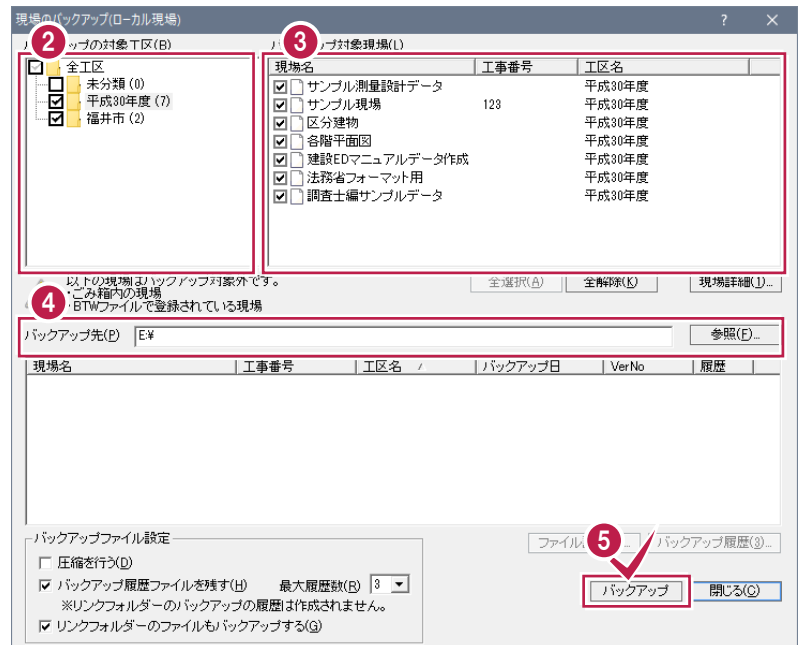 現場のバックアップ(ローカル現場) ? ×
ップの対象工区(B)
2
ップ対象現場(L)
3
全工区
未分類 (0)
平成30年度 (7)
福井市 (2)
現場名 工事番号 工区名
サンプル測量設計データ 平成30年度
サンプル現場 123 平成30年度
区分建物 平成30年度
各階平面図 平成30年度
建設EDマニュアルデータ作成 平成30年度
法務省フォーマット用 平成30年度
調査士編サンプルデータ 平成30年度
以下の現場はバックアップ対象外です。
・ごみ箱内の現場
・BTWファイルで登録されている現場
全選択(A) 全解除(K) 現場詳細(1)...
4
バックアップ先(P) E:¥ 参照(F)...
現場名 工事番号 工区名 / バックアップ日 VerNo 履歴
バックアップファイル設定
圧縮を行う(D)
バックアップ履歴ファイルを残す(H) 最大履歴数(R) 3
※リンクフォルダーのバックアップの履歴は作成されません。
リンクフォルダーのファイルもバックアップする(G)
ファイル ... バックアップ履歴(3)...
5
バックアップ 閉じる(C)